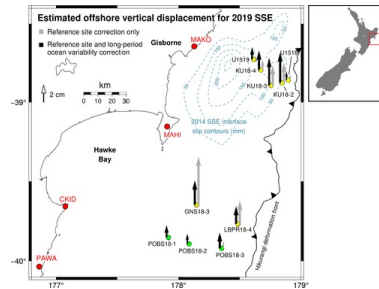 Estimated offshore vertical displacement for 2019 SSE
Reference site correction only
Reference site and long-period
ocean variability correction
Gisborne
MAKO
U1519
U1518
KU18-4
KU18-3
KU18-2
2 cm
km
0 10 20 30
-39°
2014 SSE interface
slip contours (mm)
MAHI
Hawke
Bay
CKID
GNS18-3
LBPR18-4
POBS18-1
POBS18-2
POBS18-3
Hikurangi deformation front
-40°
PAWA
177°
178°
179°